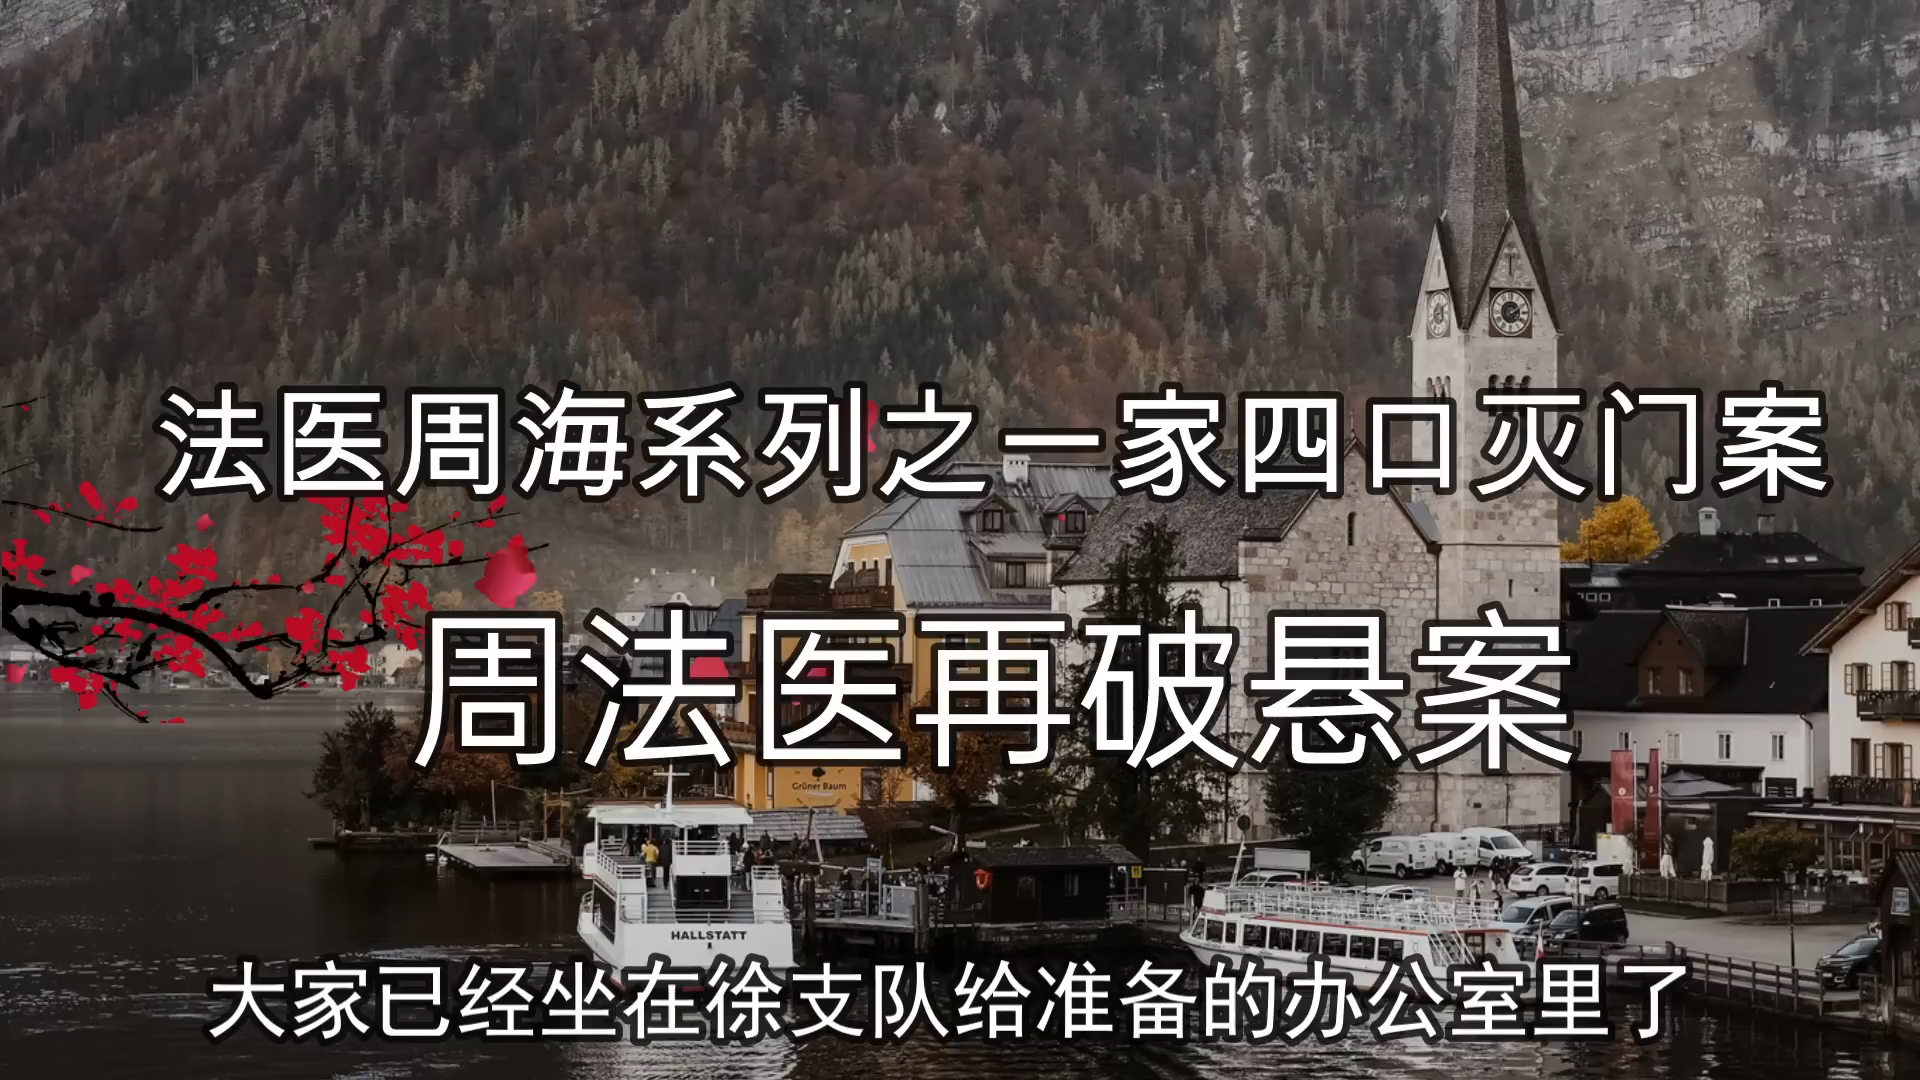 法医周海系列之一家四口灭门案
周法医再破悬案
Grüner Baum
HALLSTATT
大家已经坐在徐支队给准备的办公室里了